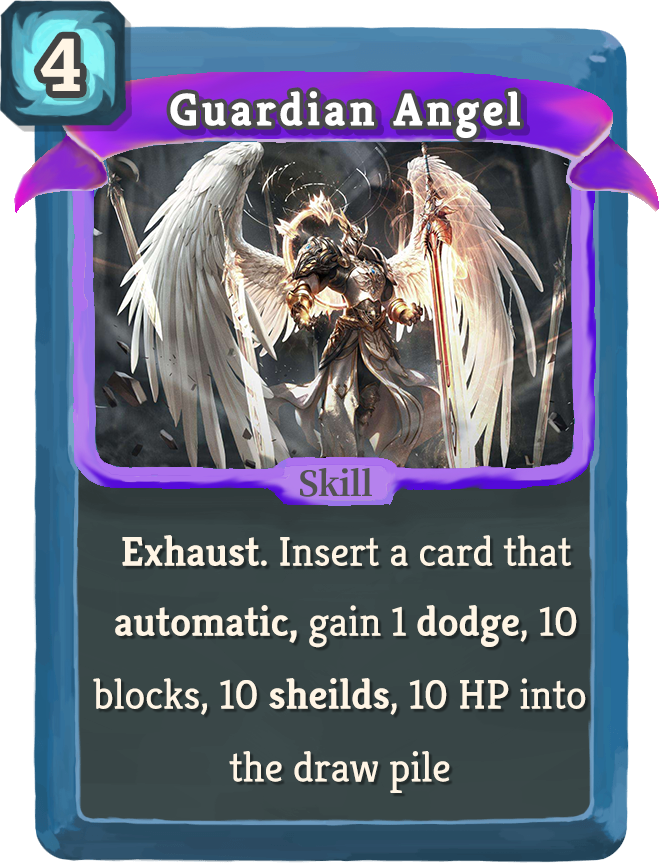 4
Guardian Angel
Skill
Exhaust. Insert a card that
automatic, gain 1 dodge, 10
blocks, 10 sheilds, 10 HP into
the draw pile